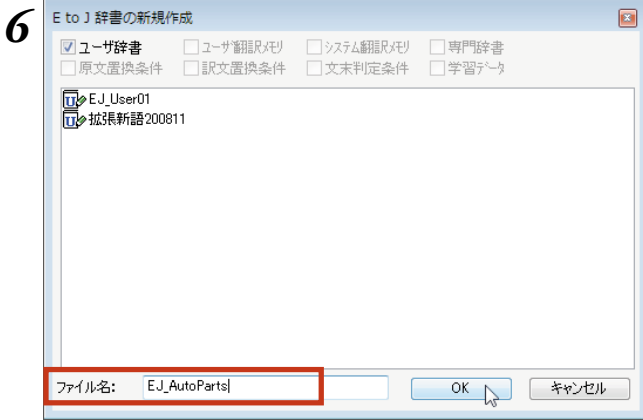 6
E to J 辞書の新規作成
ユーザ辞書 ユーザ翻訳メモリ システム翻訳メモリ 専門辞書
原文置換条件 訳文置換条件 文末判定条件 学習データ
EJ_User01
拡張新語200811
ファイル名: EJ_AutoParts OK キャンセル